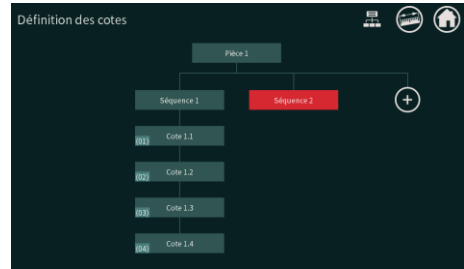 Définition des cotes
Pièce 1
Séquence 1
Séquence 2
+
(01) Cote 1.1
(02) Cote 1.2
(03) Cote 1.3
(04) Cote 1.4